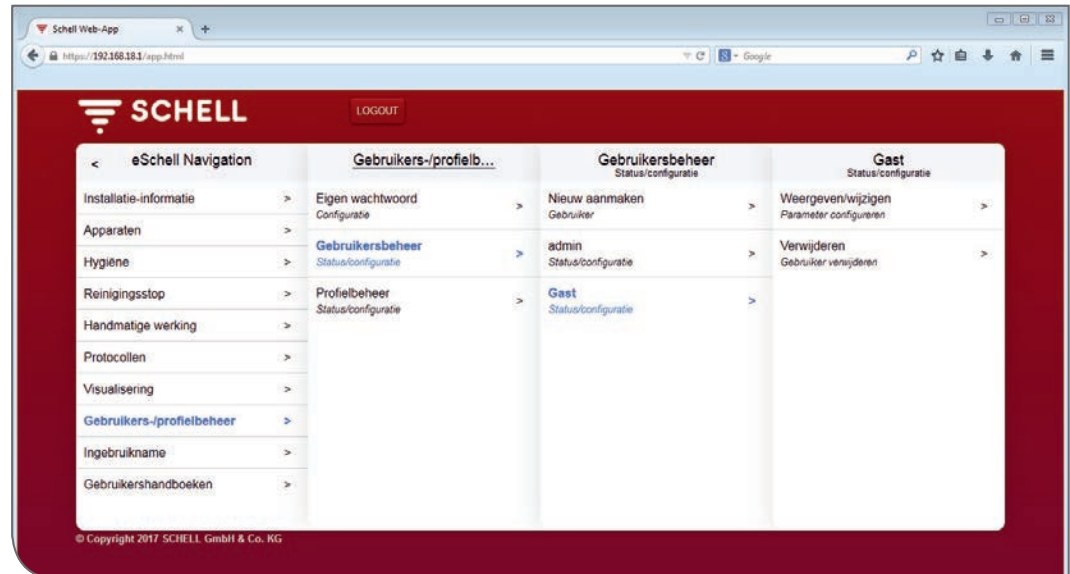 Schell Web-App
https://192.168.18.1/app.html
Google
SCHELL
LOGOUT
< eSchell Navigation
Installatie-informatie >
Apparaten >
Hygiëne >
Reinigingsstop >
Handmatige werking >
Protocollen >
Visualisering >
Gebruikers-/profielbeheer >
Ingebruikname >
Gebruikershandboeken >
Gebruikers-/profielb...
Eigen wachtwoord >
Configuratie
Gebruikersbeheer >
Status/configuratie
Profielbeheer >
Status/configuratie
Gebruikersbeheer
Status/configuratie
Nieuw aanmaken >
Gebruiker
admin >
Status/configuratie
Gast >
Status/configuratie
Gast
Status/configuratie
Weergeven/wijzigen >
Parameter configureren
Verwijderen >
Gebruiker verwijderen
© Copyright 2017 SCHELL GmbH & Co. KG